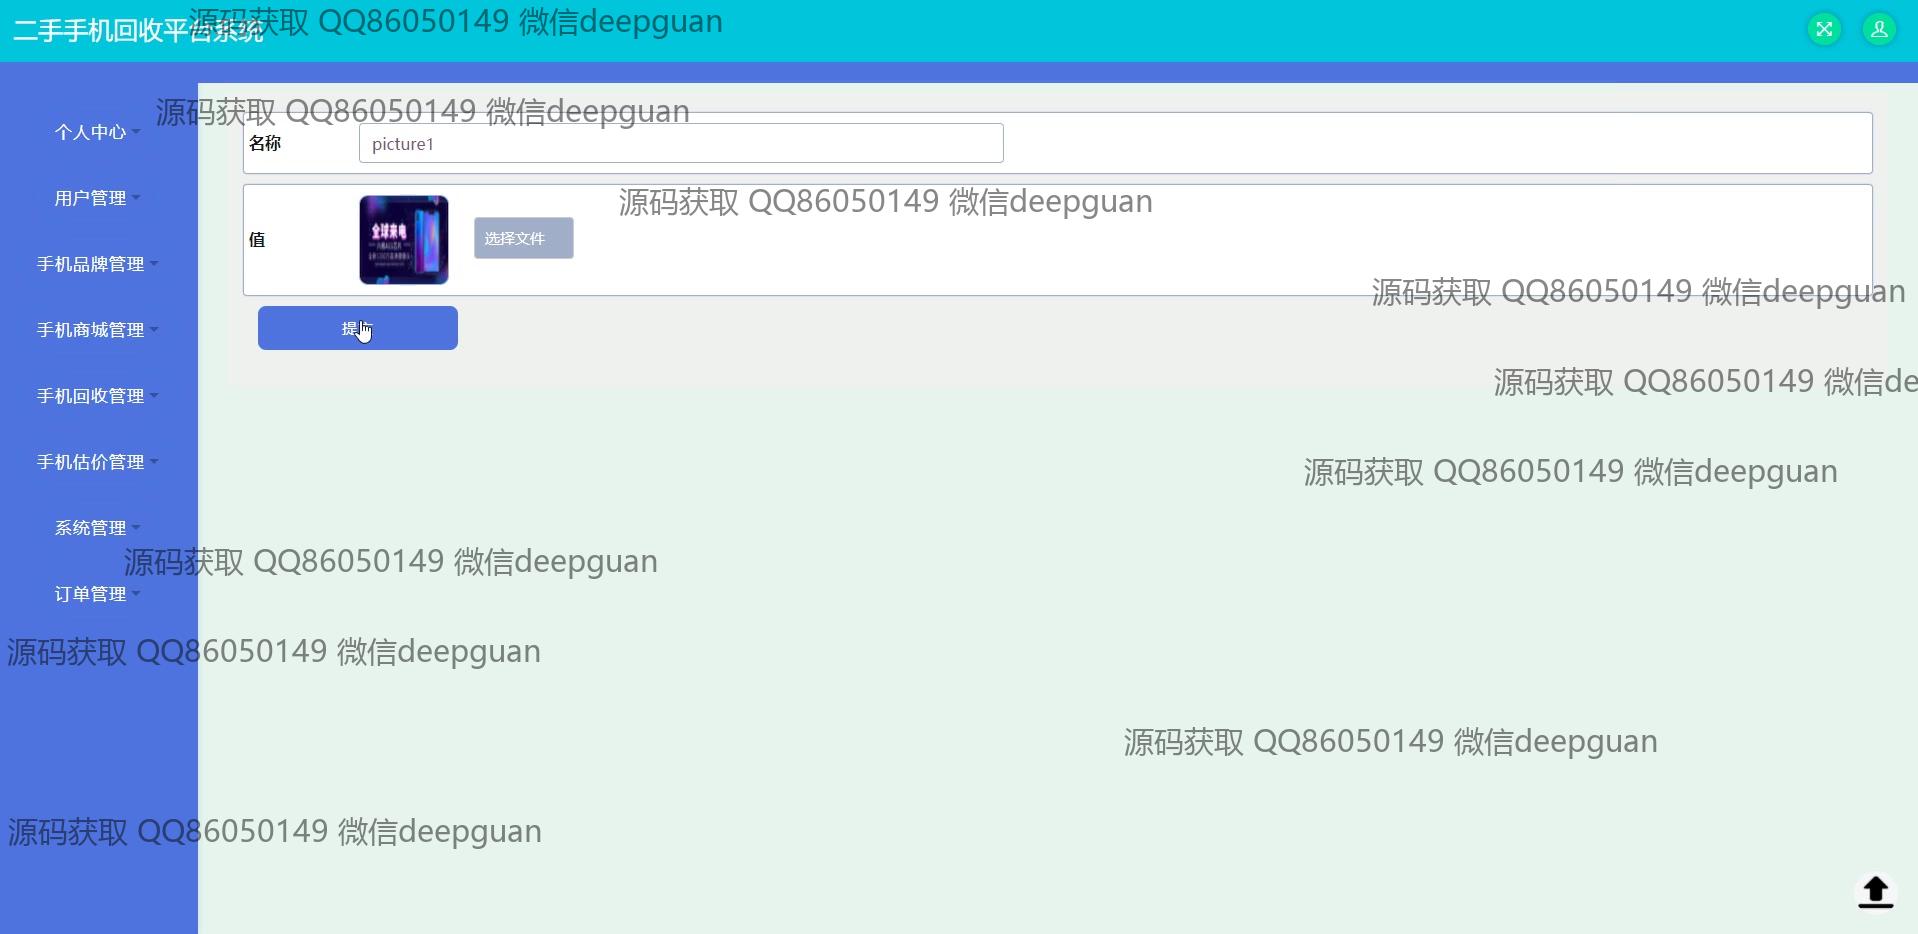 二手手机回收平台系统
源码获取 QQ86050149 微信deepguan
源码获取 QQ86050149 微信deepguan
个人中心
名称
picture1
用户管理
源码获取 QQ86050149 微信deepguan
全球来电
值
选择文件
手机品牌管理
源码获取 QQ86050149 微信deepguan
手机商城管理
提
源码获取 QQ86050149 微信de
手机回收管理
手机估价管理
源码获取 QQ86050149 微信deepguan
系统管理
源码获取 QQ86050149 微信deepguan
订单管理
源码获取 QQ86050149 微信deepguan
源码获取 QQ86050149 微信deepguan
源码获取 QQ86050149 微信deepguan